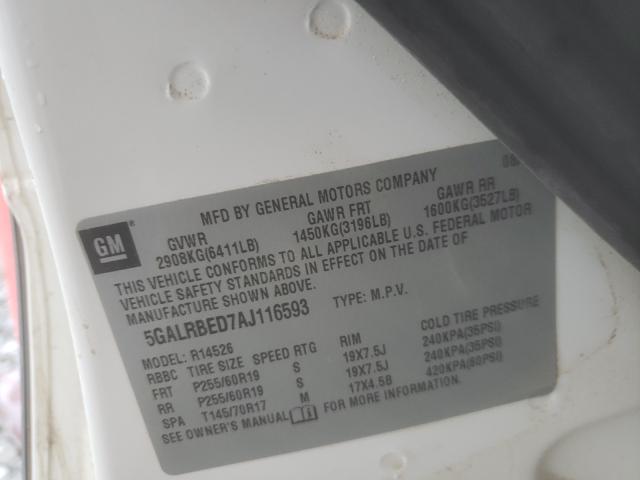 08
MFD BY GENERAL MOTORS COMPANY
GM
GVWR GAWR FRT GAWR RR
2908KG(6411LB) 1450KG(3196LB) 1600KG(3527LB)
THIS VEHICLE CONFORMS TO ALL APPLICABLE U.S. FEDERAL MOTOR
VEHICLE SAFETY STANDARDS IN EFFECT ON THE DATE OF
MANUFACTURE SHOWN ABOVE.
5GALRBED7AJ116593 TYPE: M.P.V.
MODEL: R14526
RBBC TIRE SIZE SPEED RTG RIM COLD TIRE PRESSURE
FRT P255/60R19 S 19X7.5J 240KPA(35PSI)
RR P255/60R19 S 19X7.5J 240KPA(35PSI)
SPA T145/70R17 M 17X4.5B 420KPA(60PSI)
SEE OWNER'S MANUAL FOR MORE INFORMATION